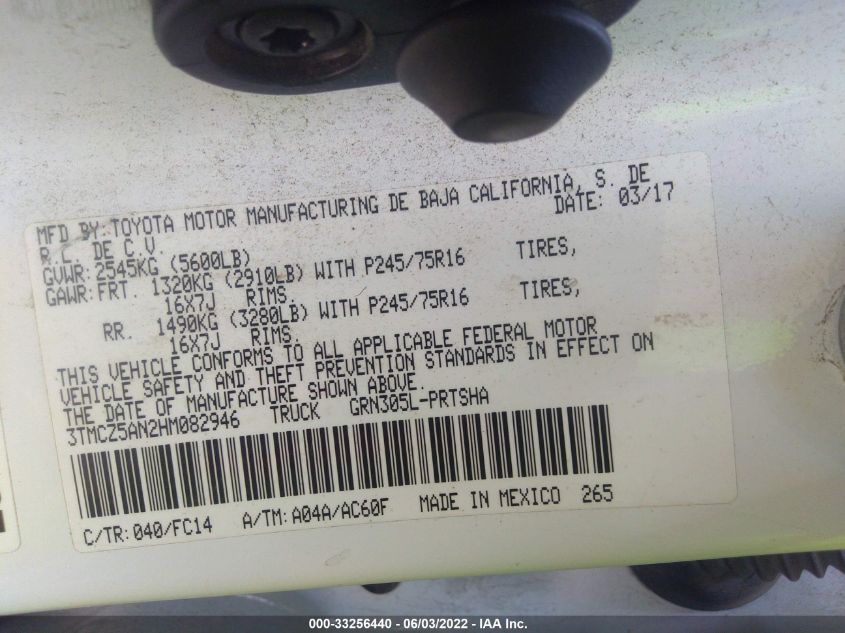 MFD BY:TOYOTA MOTOR MANUFACTURING DE BAJA CALIFORNIA, S. DE
R.L. DE C.V. DATE: 03/17
GVWR:2545KG (5600LB)
GAWR:FRT. 1320KG (2910LB) WITH P245/75R16 TIRES,
16X7J RIMS.
RR. 1490KG (3280LB) WITH P245/75R16 TIRES,
16X7J RIMS.
THIS VEHICLE CONFORMS TO ALL APPLICABLE FEDERAL MOTOR
VEHICLE SAFETY AND THEFT PREVENTION STANDARDS IN EFFECT ON
THE DATE OF MANUFACTURE SHOWN ABOVE.
3TMCZ5AN2HM082946 TRUCK GRN305L-PRTSHA
C/TR:040/FC14 A/TM:A04A/AC60F MADE IN MEXICO 265
000-33256440 - 06/03/2022 - IAA Inc.